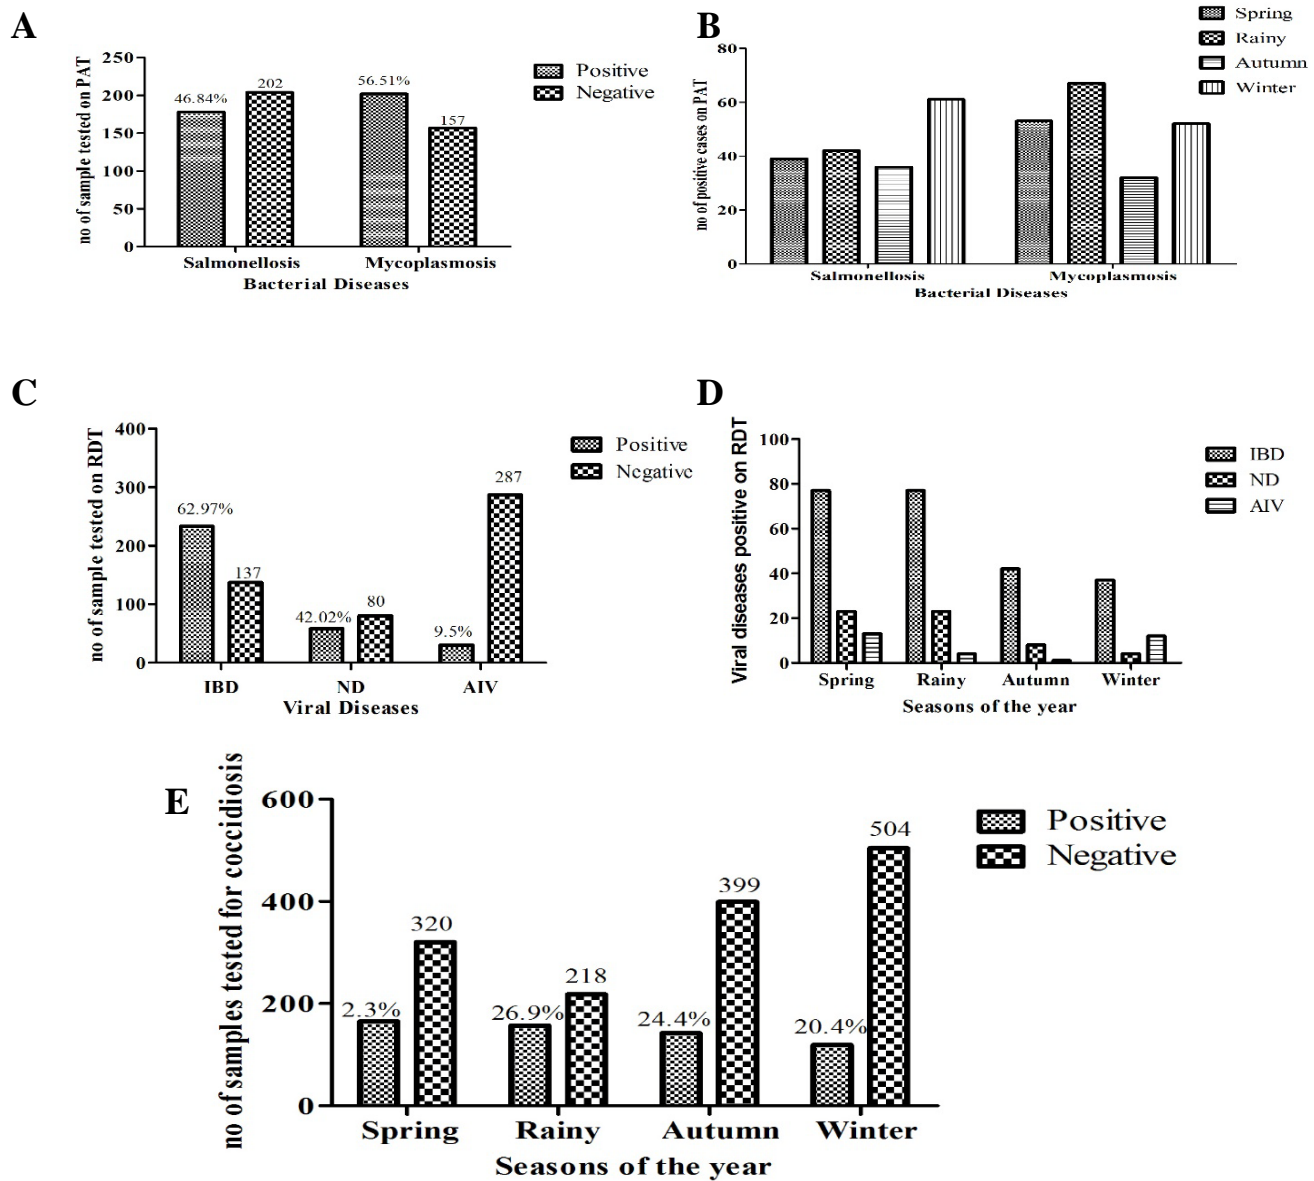 A
no of sample tested on PAT
250
200
150
100
50
0
46.84%
202
56.51%
157
Positive
Negative
Salmonellosis
Mycoplasmosis
Bacterial Diseases
B
no of positive cases on PAT
80
60
40
20
0
Spring
Rainy
Autumn
Winter
Salmonellosis
Mycoplasmosis
Bacterial Diseases
C
no of sample tested on RDT
400
300
200
100
0
62.97%
137
42.02%
80
9.5%
287
Positive
Negative
IBD
ND
AIV
Viral Diseases
D
Viral diseases positive on RDT
100
80
60
40
20
0
IBD
ND
AIV
Spring
Rainy
Autumn
Winter
Seasons of the year
E
no of samples tested for coccidiosis
600
400
200
0
2.3%
320
26.9%
218
24.4%
399
20.4%
504
Positive
Negative
Spring
Rainy
Autumn
Winter
Seasons of the year